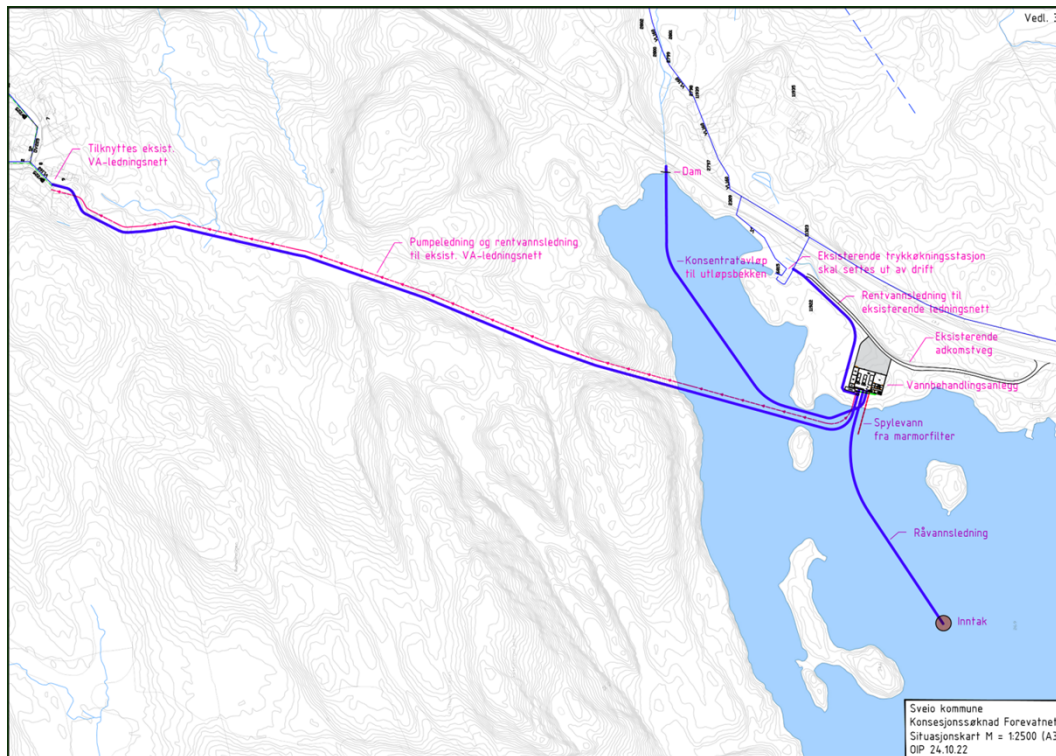 Vedl. 3
Tilknyttes eksist.
VA-ledningsnett
Dam
Pumpeledning og rentvannsledning
til eksist. VA-ledningsnett
Konsentratavløp
til utløpsbekken
Eksisterende trykkøkningsstasjon
skal settes ut av drift
Rentvannsledning til
eksisterende ledningsnett
Eksisterende
adkomstveg
Vannbehandlingsanlegg
Spylevann
fra marmorfilter
Råvannsledning
Inntak
Sveio kommune
Konsesjonssøknad Forevatnet
Situasjonskart M = 1:2500 (A3
OIP 24.10.22